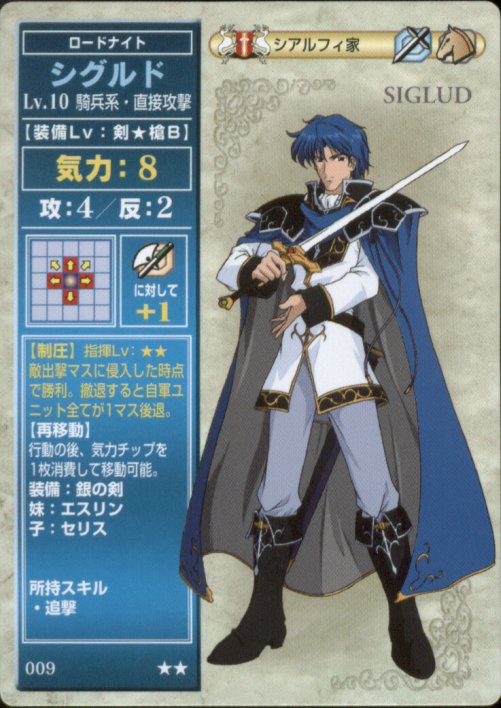 ロードナイト
シグルド
Lv.10 騎兵系・直接攻撃
【装備Lv：剣★槍B】
気力：8
攻：4／反：2
に対して
+1
【制圧】指揮Lv：★★
敵出撃マスに侵入した時点
で勝利。撤退すると自軍ユ
ニット全てが1マス後退。
【再移動】
行動の後、気力チップを
1枚消費して移動可能。
装備：銀の剣
妹：エスリン
子：セリス
所持スキル
・追撃
009 ★★
シアルフィ家
SIGLUD